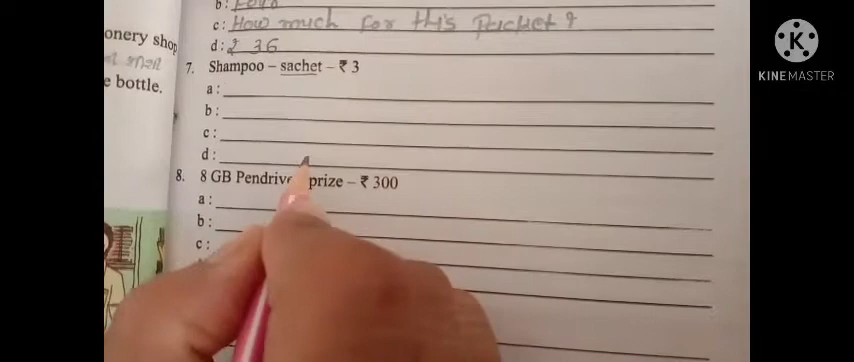 b:
c: How much for this Packet?
onery shop
d: ₹ 36
7. Shampoo – sachet – ₹ 3
e bottle.
a:
b:
c:
d:
8. 8 GB Pendrive prize – ₹ 300
a:
b:
c:
KINEMASTER